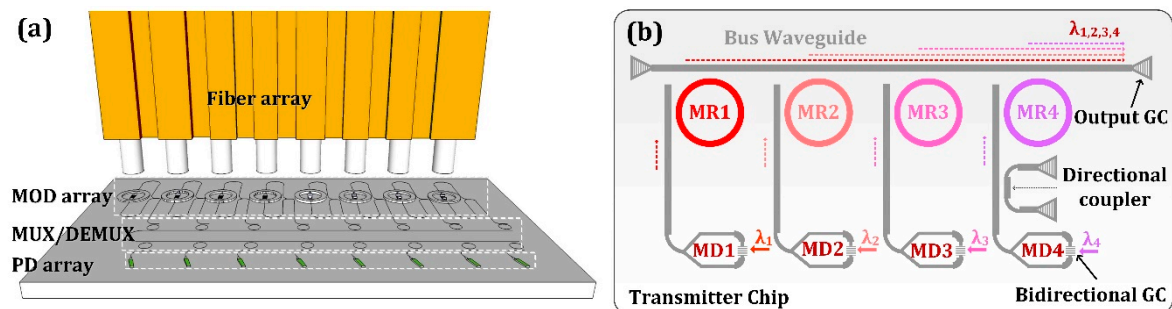 (a)
Fiber array
MOD array
MUX/DEMUX
PD array
(b)
λ1,2,3,4
Bus Waveguide
MR1 MR2 MR3 MR4
Output GC
Directional
coupler
MD1 λ1 MD2 λ2 MD3 λ3 MD4 λ4
Transmitter Chip
Bidirectional GC